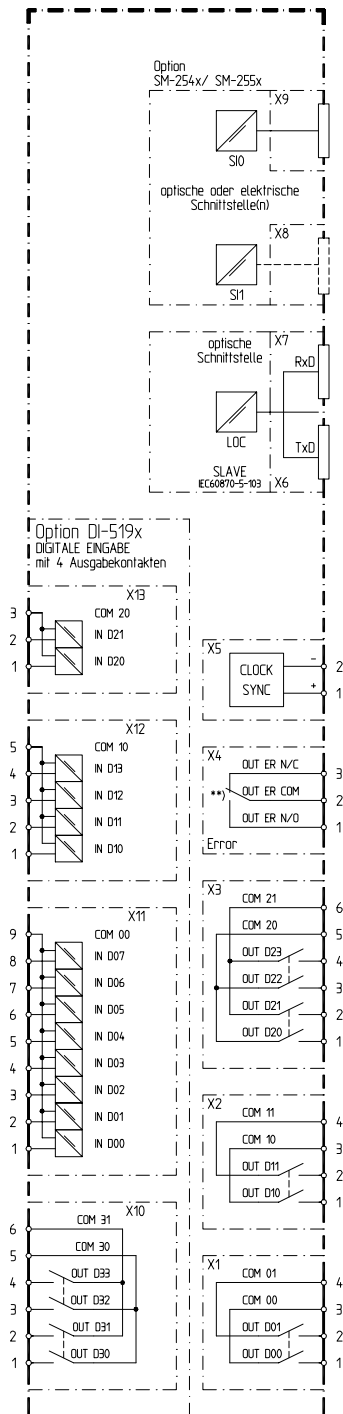 Option
SM-254x/ SM-255x
X9
SI0
optische oder elektrische
Schnittstelle(n)
X8
SI1
optische
Schnittstelle
X7
RxD
LOC
TxD
SLAVE
IEC60870-5-103
X6
Option DI-519x
DIGITALE EINGABE
mit 4 Ausgabekontakten
X13
3 COM 20
2 IN D21
1 IN D20
X5
CLOCK
SYNC
- 2
+ 1
X12
5 COM 10
4 IN D13
3 IN D12
2 IN D11
1 IN D10
X4
OUT ER N/C 3
**) OUT ER COM 2
OUT ER N/O 1
Error
X11
9 COM 00
8 IN D07
7 IN D06
6 IN D05
5 IN D04
4 IN D03
3 IN D02
2 IN D01
1 IN D00
X3
COM 21 6
COM 20 5
OUT D23 4
OUT D22 3
OUT D21 2
OUT D20 1
X2
COM 11 4
COM 10 3
OUT D11 2
OUT D10 1
X10
6 COM 31
5 COM 30
4 OUT D33
3 OUT D32
2 OUT D31
1 OUT D30
X1
COM 01 4
COM 00 3
OUT D01 2
OUT D00 1